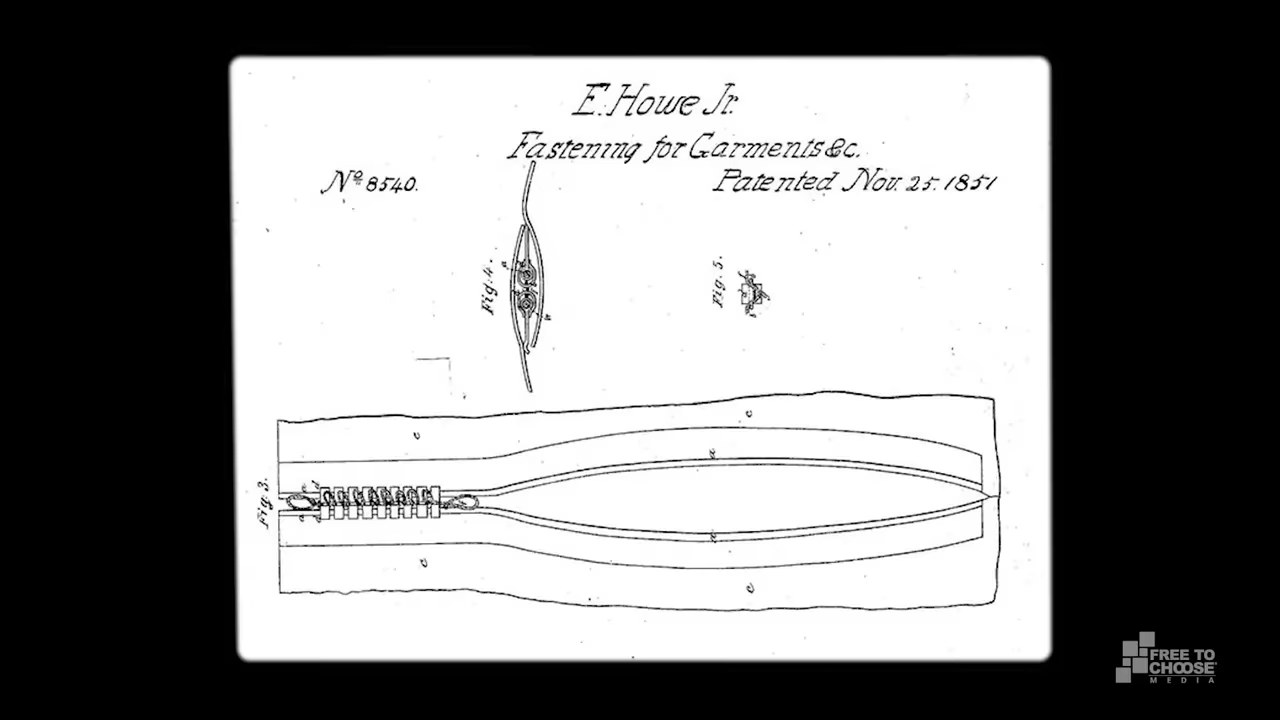 E. Howe Jr.
Fastening for Garments &c.
No. 8540.
Patented Nov. 25. 1851
Fig. 4.
Fig. 5.
c
c
a
Fig. 3.
a
c
c
FREE TO
CHOOSE
MEDIA